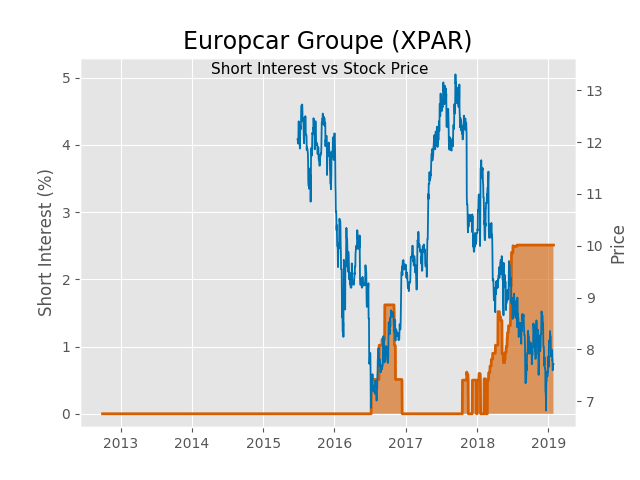 Europcar Groupe (XPAR)
Short Interest vs Stock Price
Short Interest (%)
5
4
3
2
1
0
13
12
11
10
9
8
7
Price
2013 2014 2015 2016 2017 2018 2019